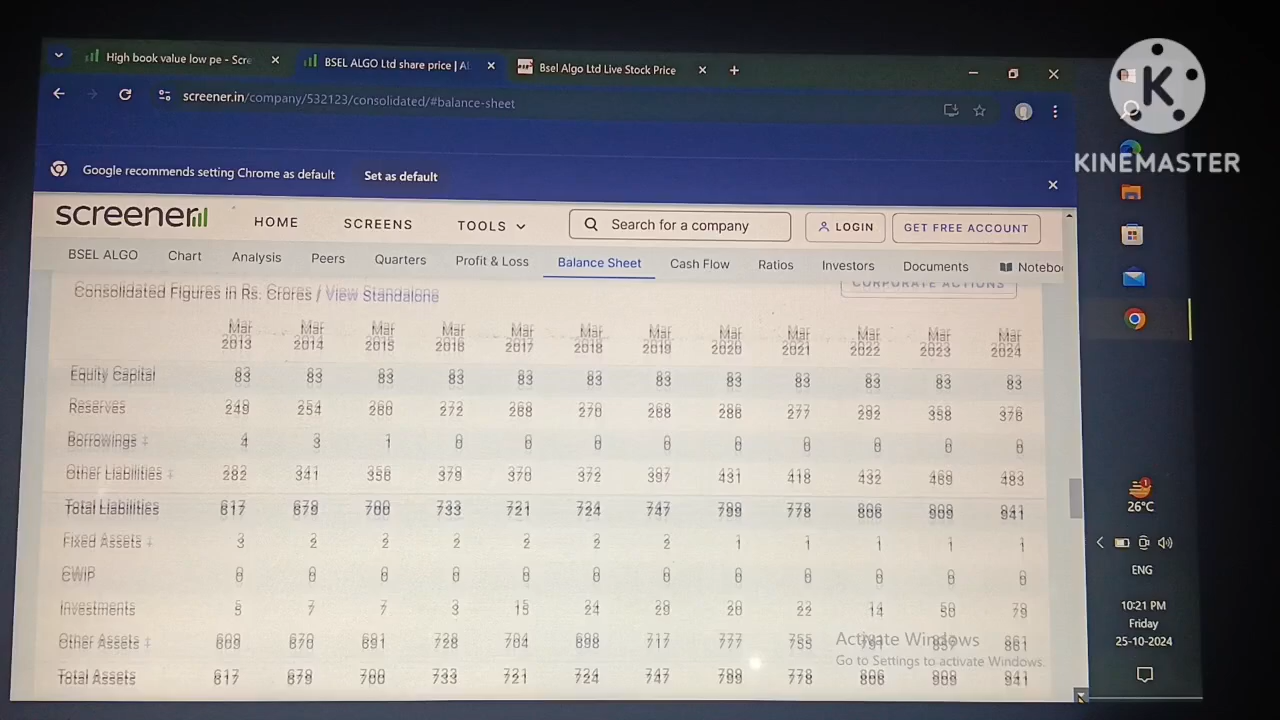 High book value low pe - Scre
BSEL ALGO Ltd share price | Al
Bsel Algo Ltd Live Stock Price
screener.in/company/532123/consolidated/#balance-sheet
K
KINEMASTER
Google recommends setting Chrome as default Set as default
screener HOME SCREENS TOOLS Search for a company LOGIN GET FREE ACCOUNT
BSEL ALGO Chart Analysis Peers Quarters Profit & Loss Balance Sheet Cash Flow Ratios Investors Documents Noteboo
Consolidated Figures in Rs. Crores / View Standalone CORPORATE ACTIONS
Mar 2013 Mar 2014 Mar 2015 Mar 2016 Mar 2017 Mar 2018 Mar 2019 Mar 2020 Mar 2021 Mar 2022 Mar 2023 Mar 2024
Equity Capital 83 83 83 83 83 83 83 83 83 83 83 83
Reserves 249 254 260 272 268 270 268 286 277 292 358 376
Borrowings 4 3 1 0 0 0 0 0 0 0 0 0
Other Liabilities 282 341 356 379 370 372 397 431 418 432 469 483
Total Liabilities 617 679 700 733 721 724 747 799 778 806 909 941
Fixed Assets 3 2 2 2 2 2 2 1 1 1 1 1
CWIP 0 0 0 0 0 0 0 0 0 0 0 0
Investments 5 7 7 3 15 24 20 22 14 50 79
Other Assets 609 670 691 728 704 698 717 777 755 861
Activate Windows
Go to Settings to activate Windows.
Total Assets 617 679 700 733 721 724 747 799 778 806 909 941
1
26°C
ENG
10:21 PM
Friday
25-10-2024